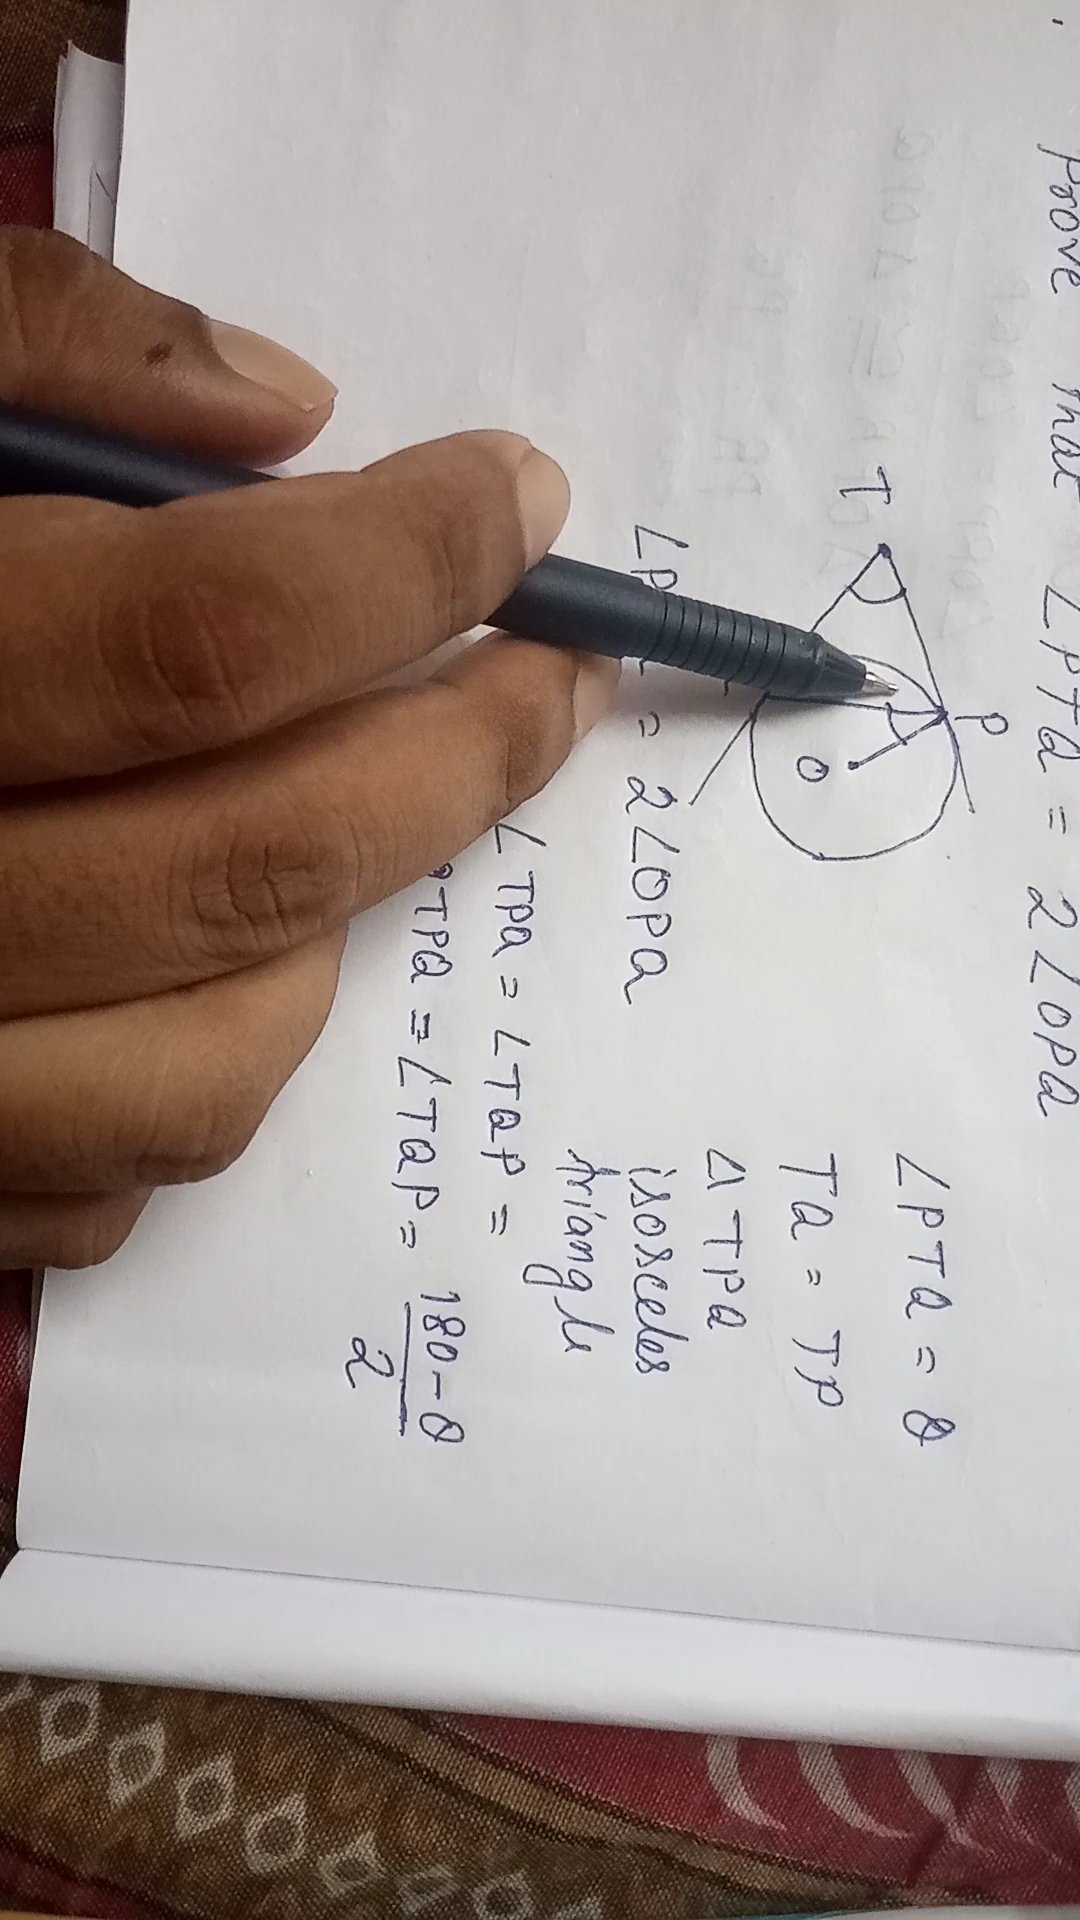 Prove that ∠PTQ = 2∠OPQ
T
P
O
= 2∠OPQ
∠PTQ = θ
TQ = TP
Δ TPQ
isosceles
triangle
∠TPQ = ∠TQP =
TPQ = ∠TQP = 180-θ
2